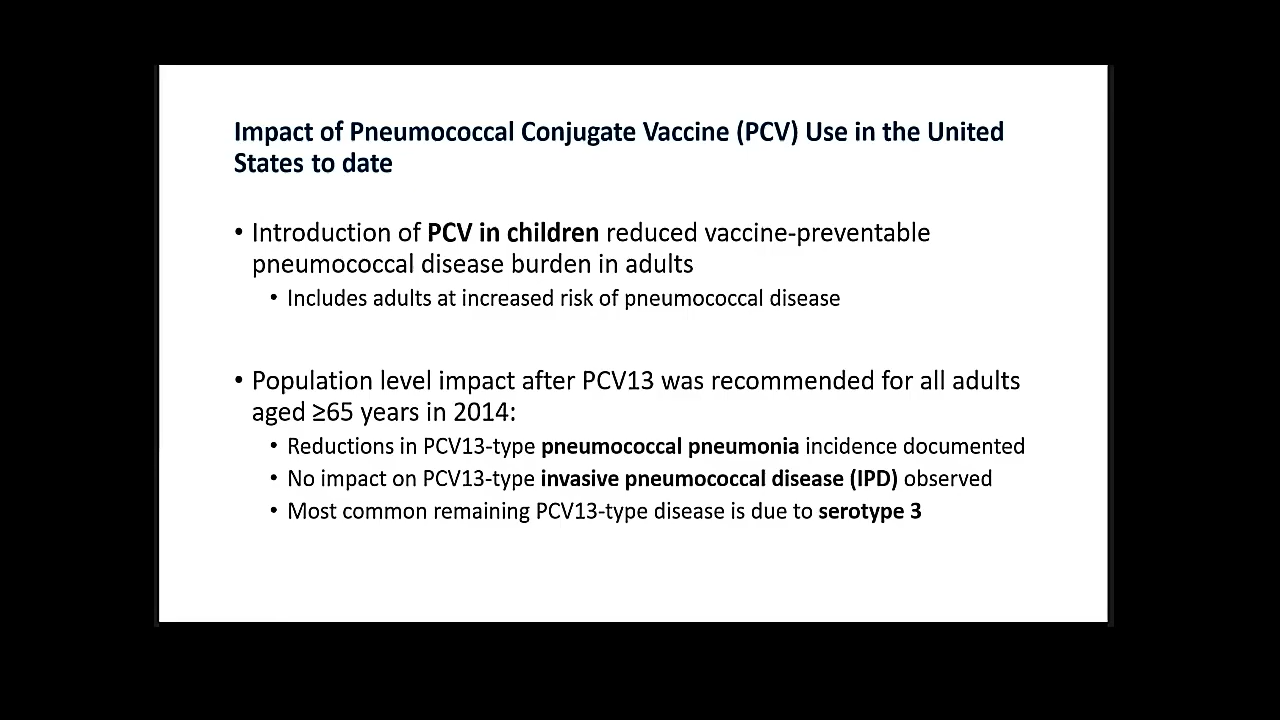 Impact of Pneumococcal Conjugate Vaccine (PCV) Use in the United
States to date
• Introduction of PCV in children reduced vaccine-preventable
pneumococcal disease burden in adults
• Includes adults at increased risk of pneumococcal disease
• Population level impact after PCV13 was recommended for all adults
aged ≥65 years in 2014:
• Reductions in PCV13-type pneumococcal pneumonia incidence documented
• No impact on PCV13-type invasive pneumococcal disease (IPD) observed
• Most common remaining PCV13-type disease is due to serotype 3